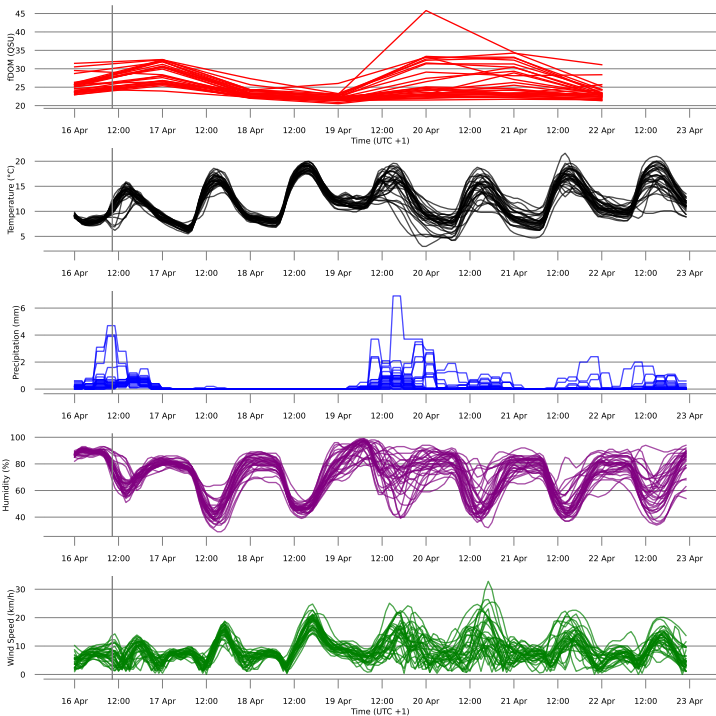 45
40
35
30
25
20
fDOM (QSU)
16 Apr 12:00 17 Apr 12:00 18 Apr 12:00 19 Apr 12:00 20 Apr 12:00 21 Apr 12:00 22 Apr 12:00 23 Apr
Time (UTC +1)
20
15
10
5
Temperature (°C)
16 Apr 12:00 17 Apr 12:00 18 Apr 12:00 19 Apr 12:00 20 Apr 12:00 21 Apr 12:00 22 Apr 12:00 23 Apr
6
4
2
0
Precipitation (mm)
16 Apr 12:00 17 Apr 12:00 18 Apr 12:00 19 Apr 12:00 20 Apr 12:00 21 Apr 12:00 22 Apr 12:00 23 Apr
100
80
60
40
Humidity (%)
16 Apr 12:00 17 Apr 12:00 18 Apr 12:00 19 Apr 12:00 20 Apr 12:00 21 Apr 12:00 22 Apr 12:00 23 Apr
30
20
10
0
Wind Speed (km/h)
16 Apr 12:00 17 Apr 12:00 18 Apr 12:00 19 Apr 12:00 20 Apr 12:00 21 Apr 12:00 22 Apr 12:00 23 Apr
Time (UTC +1)